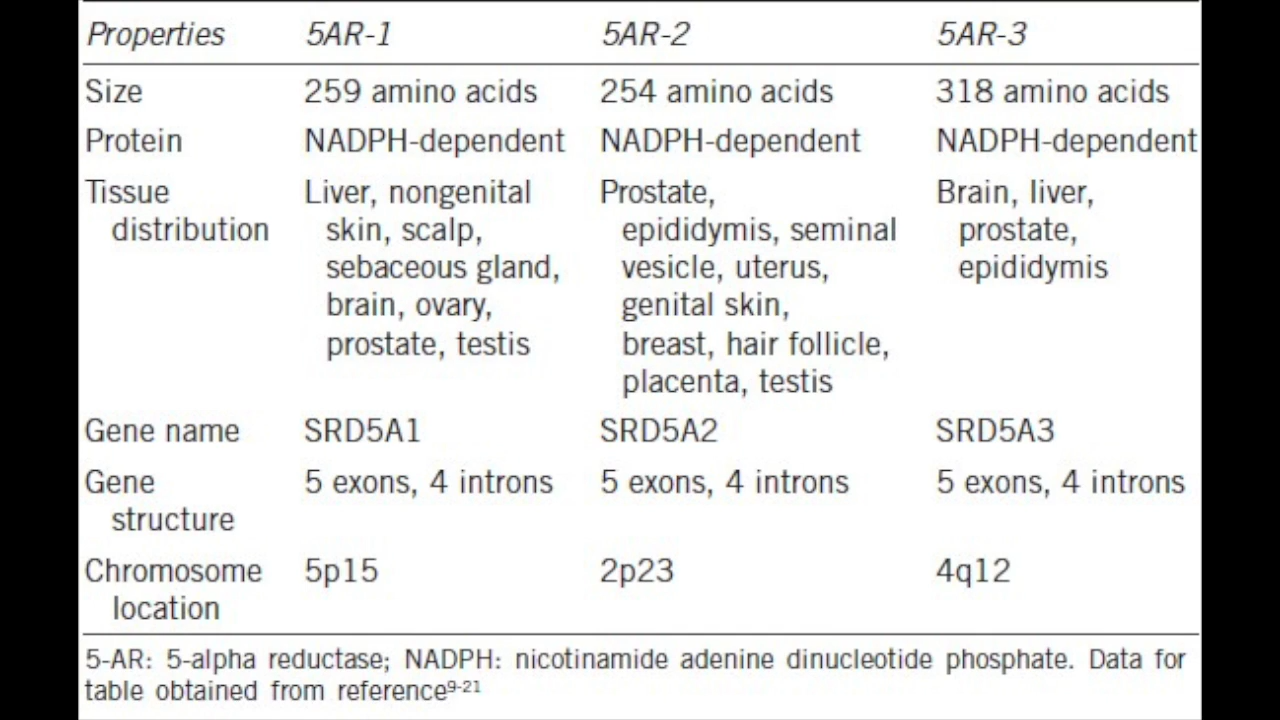 Properties 5AR-1 5AR-2 5AR-3
Size 259 amino acids 254 amino acids 318 amino acids
Protein NADPH-dependent NADPH-dependent NADPH-dependent
Tissue Liver, nongenital Prostate, Brain, liver,
distribution skin, scalp, epididymis, seminal prostate,
sebaceous gland, vesicle, uterus, epididymis
brain, ovary, genital skin,
prostate, testis breast, hair follicle,
placenta, testis
Gene name SRD5A1 SRD5A2 SRD5A3
Gene 5 exons, 4 introns 5 exons, 4 introns 5 exons, 4 introns
structure
Chromosome 5p15 2p23 4q12
location
5-AR: 5-alpha reductase; NADPH: nicotinamide adenine dinucleotide phosphate. Data for
table obtained from reference⁹⁻²¹